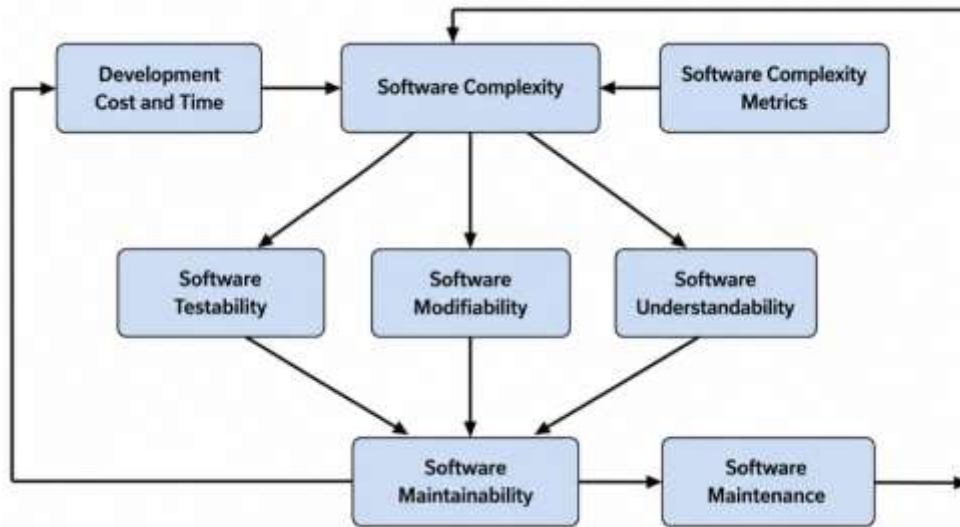 Development
Cost and Time
Software Complexity
Software Complexity
Metrics
Software
Testability
Software
Modifiability
Software
Understandability
Software
Maintainability
Software
Maintenance